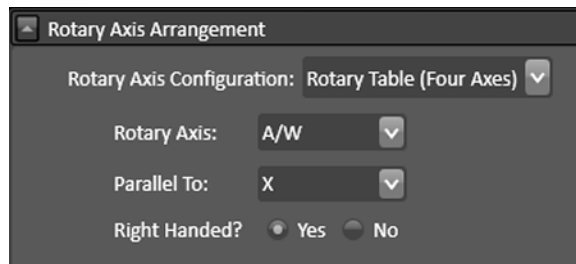 Rotary Axis Arrangement
Rotary Axis Configuration: Rotary Table (Four Axes)
Rotary Axis: A/W
Parallel To: X
Right Handed? Yes No